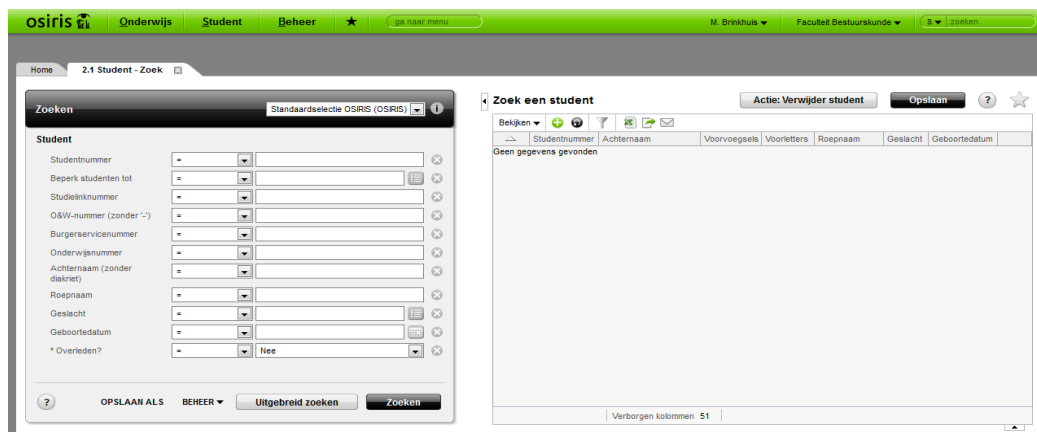 osiris Onderwijs Student Beheer ga naar menu M. Brinkhuis Faculteit Bestuurskunde S zoeken
Home 2.1 Student - Zoek
Zoeken Standaardselectie OSIRIS (OSIRIS) i
Student
Studentnummer =
Beperk studenten tot =
Studielinknummer =
O&W-nummer (zonder '-') =
Burgerservicenummer =
Onderwijsnummer =
Achternaam (zonder
diakriet) =
Roepnaam =
Geslacht =
Geboortedatum =
* Overleden? = Nee
? OPSLAAN ALS BEHEER Uitgebreid zoeken Zoeken
Zoek een student Actie: Verwijder student Opslaan ?
Bekijken
Studentnummer Achternaam Voorvoegsels Voorletters Roepnaam Geslacht Geboortedatum
Geen gegevens gevonden
Verborgen kolommen 51